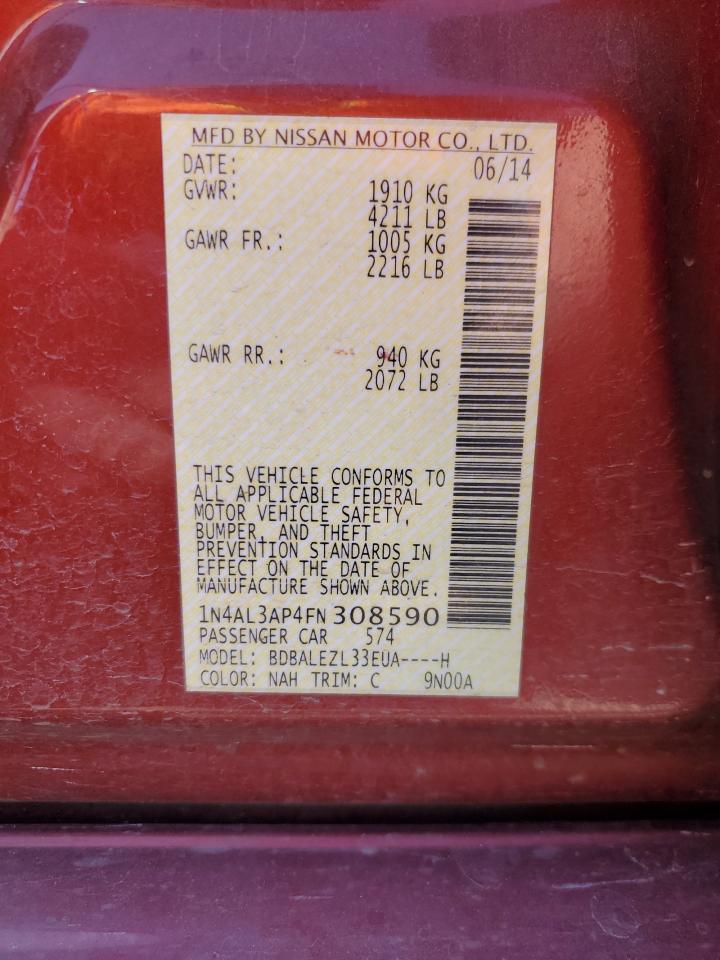 MFD BY NISSAN MOTOR CO., LTD.
DATE: 06/14
GVWR: 1910 KG
4211 LB
GAWR FR.: 1005 KG
2216 LB
GAWR RR.: 940 KG
2072 LB
THIS VEHICLE CONFORMS TO
ALL APPLICABLE FEDERAL
MOTOR VEHICLE SAFETY,
BUMPER, AND THEFT
PREVENTION STANDARDS IN
EFFECT ON THE DATE OF
MANUFACTURE SHOWN ABOVE.
1N4AL3AP4FN 308590
PASSENGER CAR 574
MODEL: BDBALEZL33EUA----H
COLOR: NAH TRIM: C 9N00A